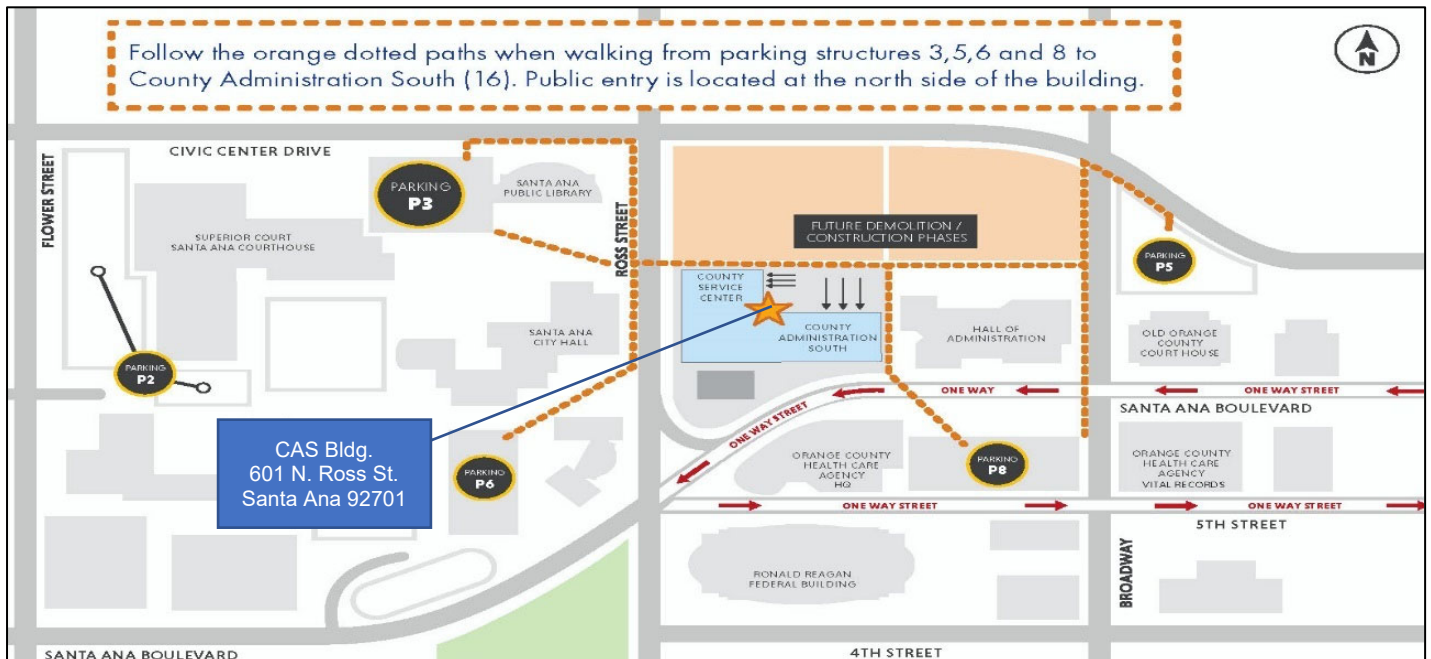 Follow the orange dotted paths when walking from parking structures 3,5,6 and 8 to
County Administration South (16). Public entry is located at the north side of the building.
N
CIVIC CENTER DRIVE
FLOWER STREET
PARKING
P3
SANTA ANA
PUBLIC LIBRARY
SUPERIOR COURT
SANTA ANA COURTHOUSE
ROSS STREET
FUTURE DEMOLITION /
CONSTRUCTION PHASES
PARKING
P5
COUNTY
SERVICE
CENTER
COUNTY
ADMINISTRATION
SOUTH
HALL OF
ADMINISTRATION
OLD ORANGE
COUNTY
COURT HOUSE
SANTA ANA
CITY HALL
PARKING
P2
ONE WAY
ONE WAY STREET
SANTA ANA BOULEVARD
ONE WAY STREET
CAS Bldg.
601 N. Ross St.
Santa Ana 92701
PARKING
P6
ORANGE COUNTY
HEALTH CARE
AGENCY
HQ
PARKING
P8
ORANGE COUNTY
HEALTH CARE
AGENCY
VITAL RECORDS
ONE WAY STREET
ONE WAY STREET
5TH STREET
RONALD REAGAN
FEDERAL BUILDING
BROADWAY
SANTA ANA BOULEVARD
4TH STREET